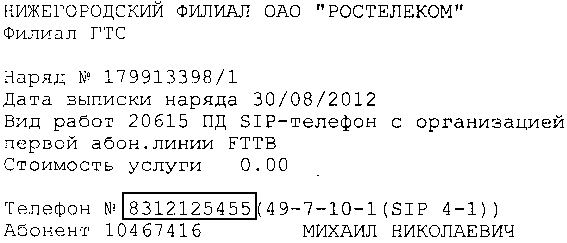 НИЖЕГОРОДСКИЙ ФИЛИАЛ ОАО "РОСТЕЛЕКОМ"
Филиал ГТС
Наряд № 179913398/1
Дата выписки наряда 30/08/2012
Вид работ 20615 ПД SIP-телефон с организацией
первой абон.линии FTTB
Стоимость услуги 0.00
Телефон № 8312125455(49-7-10-1(SIP 4-1))
Абонент 10467416 МИХАИЛ НИКОЛАЕВИЧ